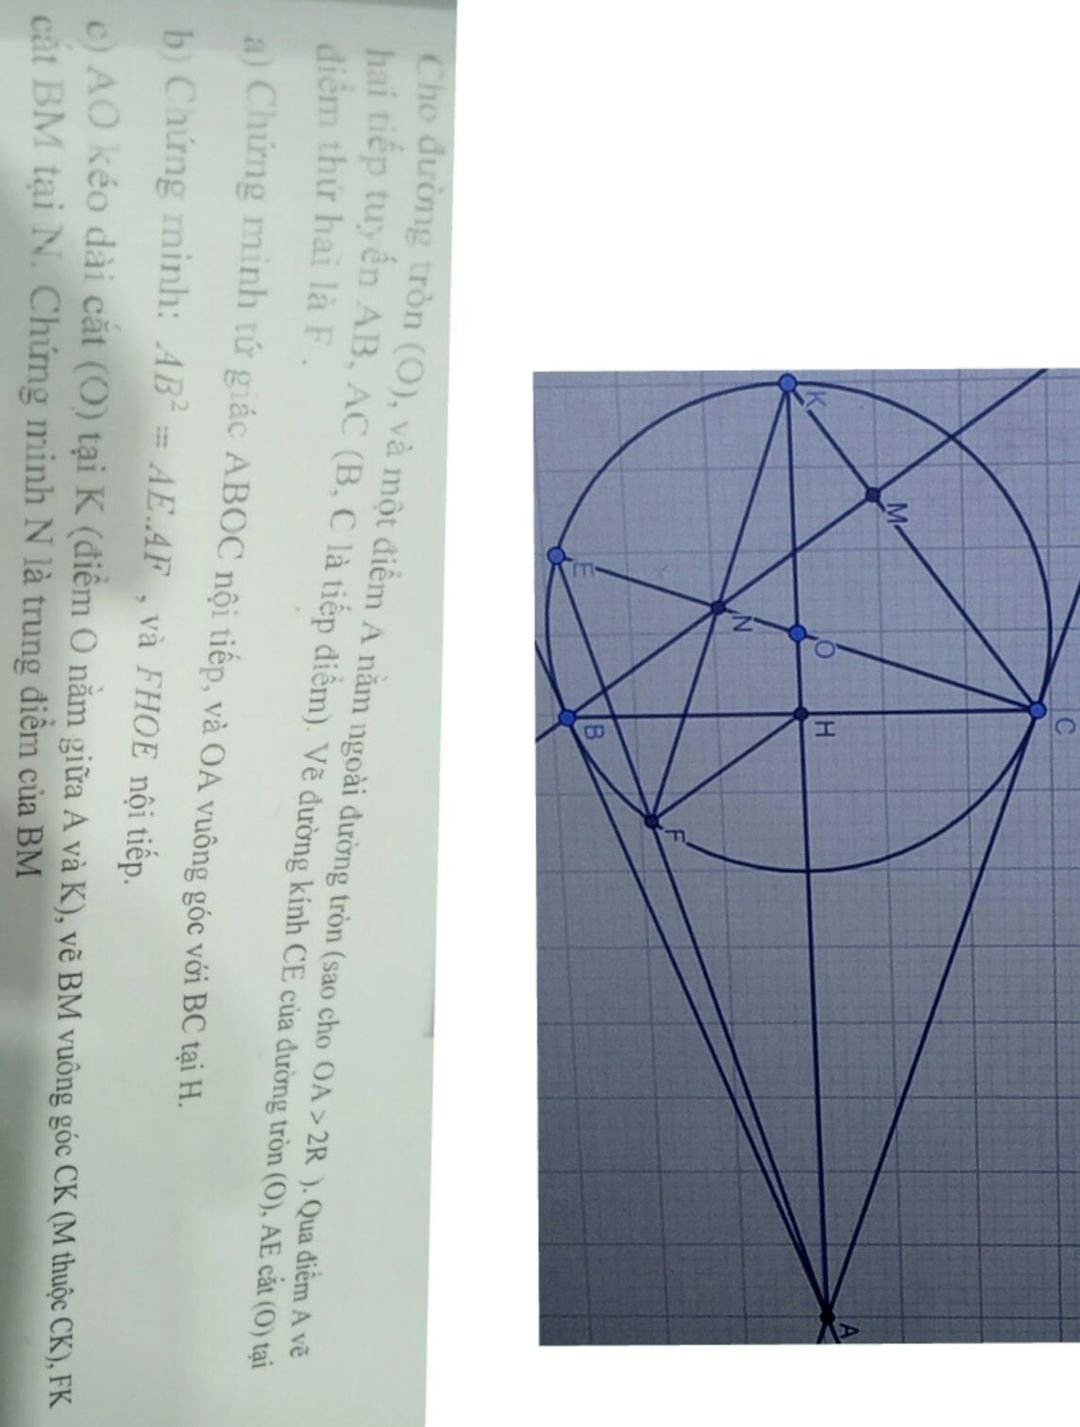 Cho đường tròn (O), và một điểm A nằm ngoài đường tròn (sao cho OA > 2R ). Qua điểm A vẽ
hai tiếp tuyến AB, AC (B, C là tiếp điểm). Vẽ đường kính CE của đường tròn (O), AE cắt (O) tại
điểm thứ hai là F .
a) Chứng minh tứ giác ABOC nội tiếp, và OA vuông góc với BC tại H.
b) Chứng minh: AB² = AE.AF , và FHOE nội tiếp.
c) AO kéo dài cắt (O) tại K (điểm O nằm giữa A và K), vẽ BM vuông góc CK (M thuộc CK), FK
cắt BM tại N. Chứng minh N là trung điểm của BM
C
M
K
O
H
A
N
E
B
F